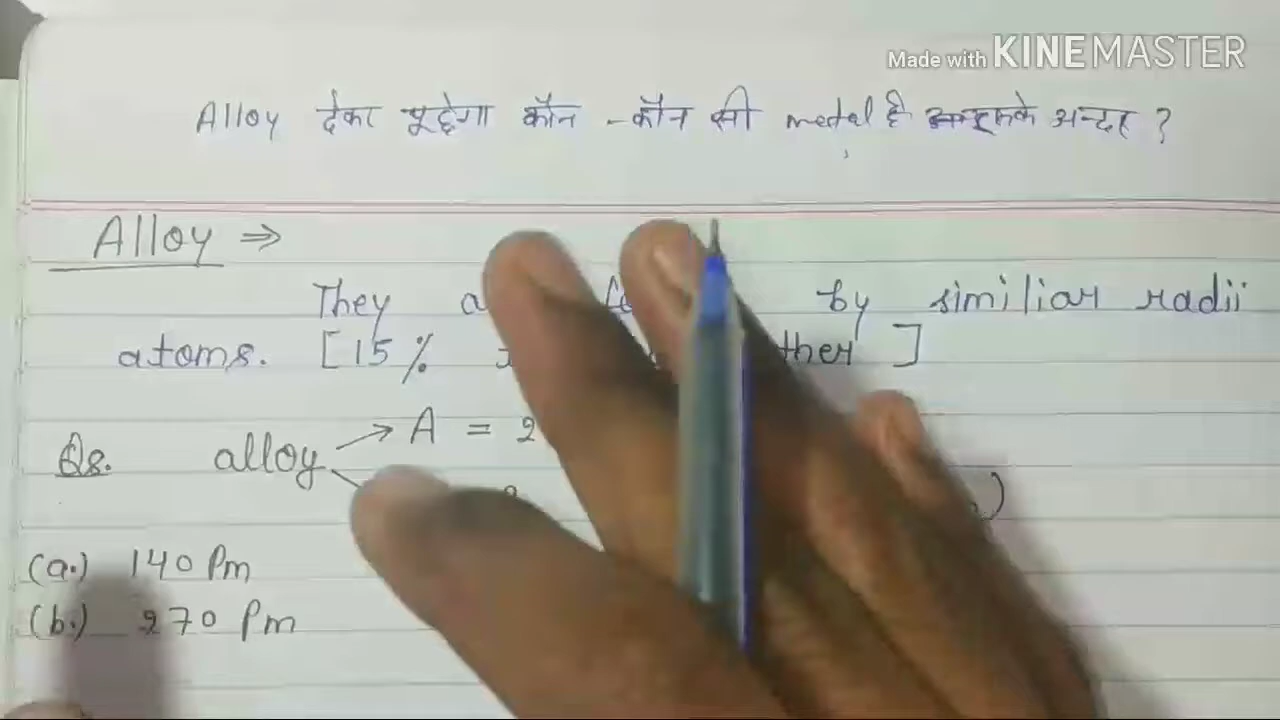 Made with KINEMASTER
Alloy देकर पूछेगा कौन - कौन सी metal है इसके अन्दर ?
Alloy ⇒
They by similiar radii
atoms. [15%
]
Qs. alloy → A = 2
(a.) 140 Pm
(b.) 270 Pm